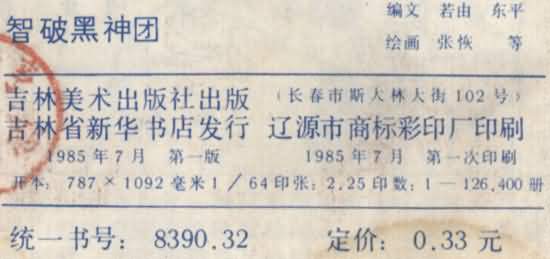 智破黑神团
编文 若由 东平
绘画 张恢 等
吉林美术出版社出版 (长春市斯大林大街102号)
吉林省新华书店发行 辽源市商标彩印厂印刷
1985年7月 第一版 1985年7月 第一次印刷
开本: 787×1092毫米1/64印张: 2.25印数: 1—126,400册
统一书号: 8390.32 定价: 0.33元